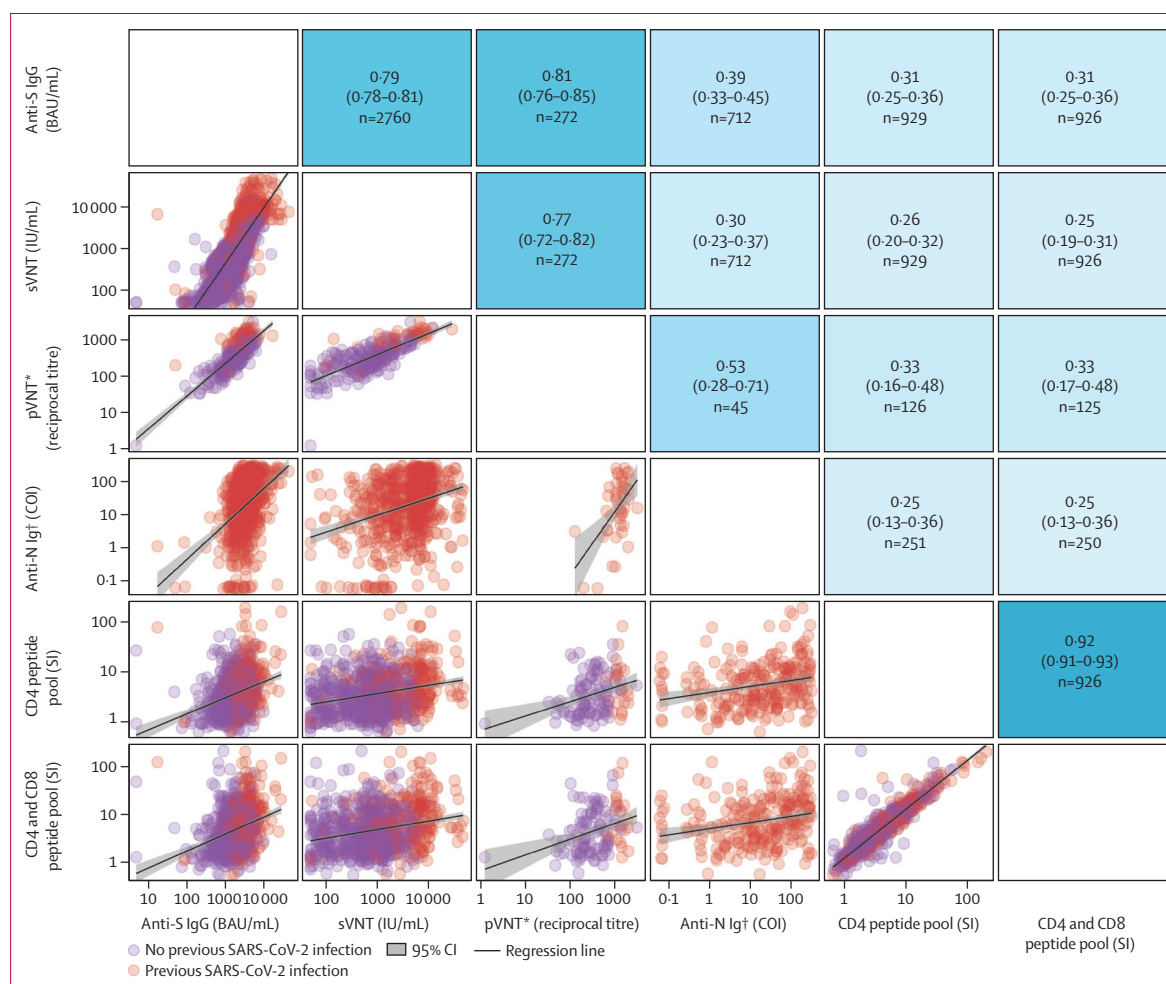 Anti-S IgG
(BAU/mL)
0·79
(0·78–0·81)
n=2760
0·81
(0·76–0·85)
n=272
0·39
(0·33–0·45)
n=712
0·31
(0·25–0·36)
n=929
0·31
(0·25–0·36)
n=926
sVNT (IU/mL)
10 000
1000
100
0·77
(0·72–0·82)
n=272
0·30
(0·23–0·37)
n=712
0·26
(0·20–0·32)
n=929
0·25
(0·19–0·31)
n=926
pVNT*
(reciprocal titre)
1000
100
10
1
0·53
(0·28–0·71)
n=45
0·33
(0·16–0·48)
n=126
0·33
(0·17–0·48)
n=125
Anti-N Ig† (COI)
100
10
1
0·1
0·25
(0·13–0·36)
n=251
0·25
(0·13–0·36)
n=250
CD4 peptide
pool (SI)
100
10
1
0·92
(0·91–0·93)
n=926
CD4 and CD8
peptide pool (SI)
100
10
1
10 100 1000 10 000
100 1000 10 000
1 10 100 1000
0·1 1 10 100
1 10 100
Anti-S IgG (BAU/mL)
sVNT (IU/mL)
pVNT* (reciprocal titre)
Anti-N Ig† (COI)
CD4 peptide pool (SI)
CD4 and CD8
peptide pool (SI)
No previous SARS-CoV-2 infection
95% CI
Regression line
Previous SARS-CoV-2 infection